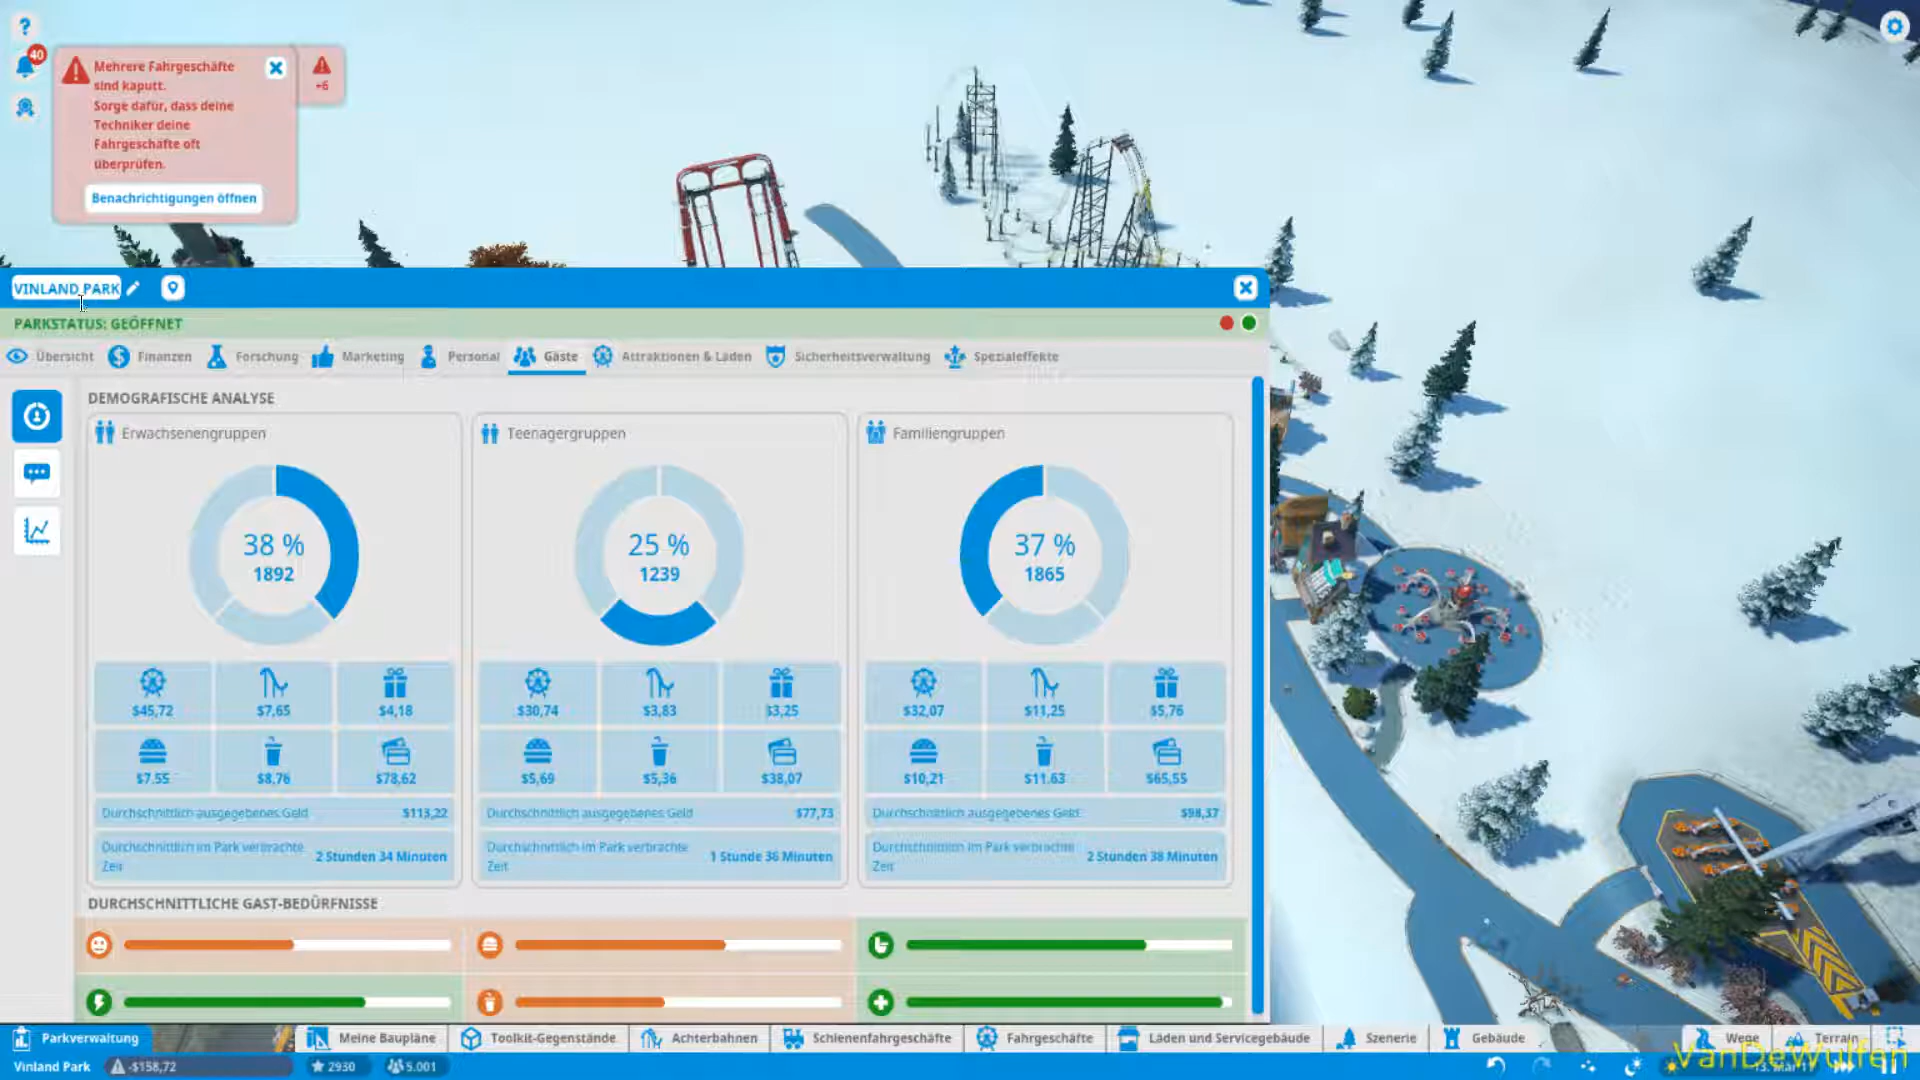 ?
40
Mehrere Fahrgeschäfte
sind kaputt.
Sorge dafür, dass deine
Techniker deine
Fahrgeschäfte oft
überprüfen.
+6
Benachrichtigungen öffnen
VINLAND PARK
PARKSTATUS: GEÖFFNET
Übersicht Finanzen Forschung Marketing Personal Gäste Attraktionen & Läden Sicherheitsverwaltung Spezialeffekte
DEMOGRAFISCHE ANALYSE
Erwachsenengruppen
38 %
1892
$45,72 $7,65 $4,18
$7,55 $8,76 $78,62
Durchschnittlich ausgegebenes Geld $113,22
Durchschnittlich im Park verbrachte
Zeit
2 Stunden 34 Minuten
Teenagergruppen
25 %
1239
$30,74 $3,83 $3,25
$5,69 $5,36 $38,07
Durchschnittlich ausgegebenes Geld $77,73
Durchschnittlich im Park verbrachte
Zeit
1 Stunde 36 Minuten
Familiengruppen
37 %
1865
$32,07 $11,25 $5,76
$10,21 $11,63 $65,55
Durchschnittlich ausgegebenes Geld $98,37
Durchschnittlich im Park verbrachte
Zeit
2 Stunden 38 Minuten
DURCHSCHNITTLICHE GAST-BEDÜRFNISSE
Parkverwaltung Meine Baupläne Toolkit-Gegenstände Achterbahnen Schienenfahrgeschäfte Fahrgeschäfte Läden und Servicegebäude Szenerie Gebäude Wege Terrain
Vinland Park -$158,72 2930 5.001
VanDeWulfen